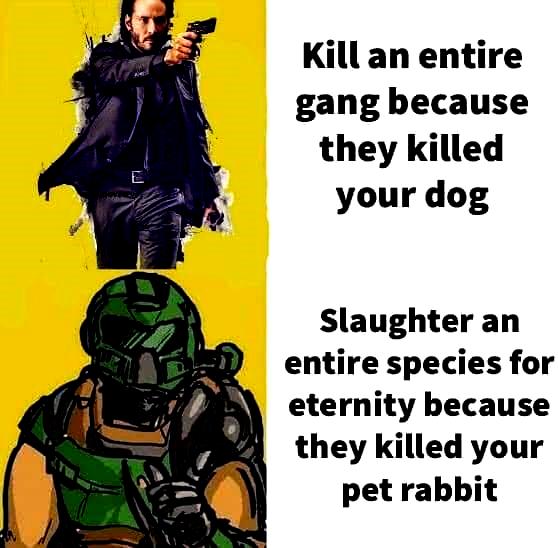 Kill an entire
gang because
they killed
your dog
Slaughter an
entire species for
eternity because
they killed your
pet rabbit